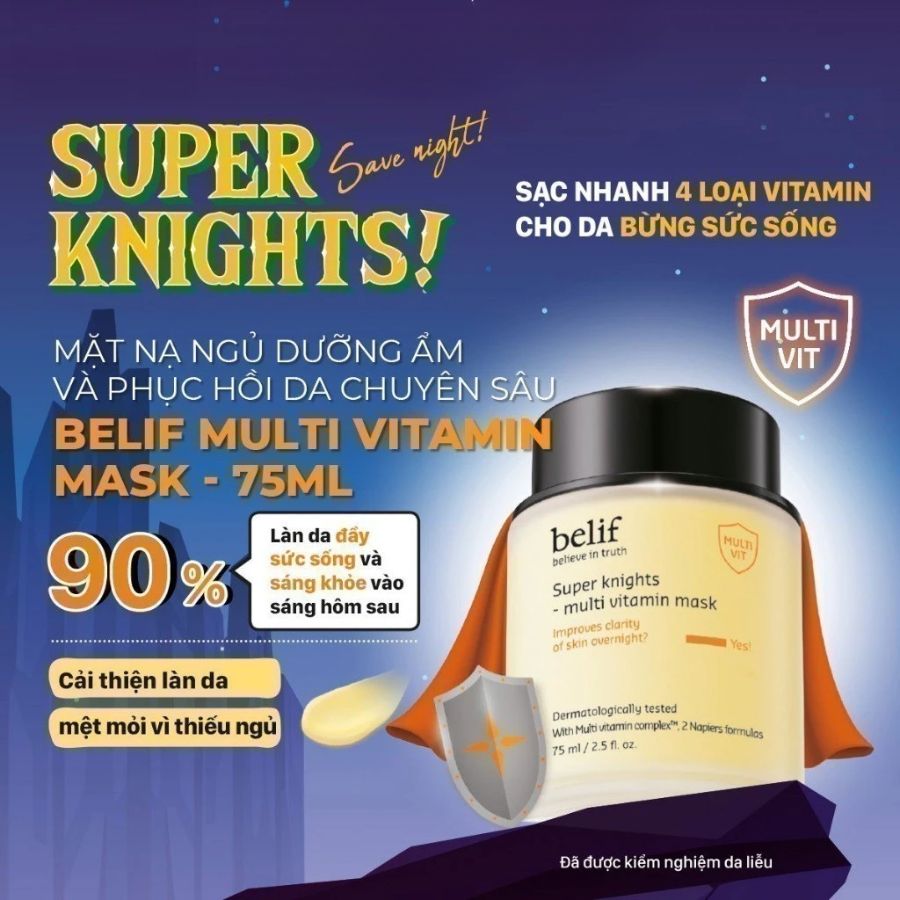 SUPER
KNIGHTS!
Save night!
SẠC NHANH 4 LOẠI VITAMIN
CHO DA BỪNG SỨC SỐNG
MULTI
VIT
MẶT NẠ NGỦ DƯỠNG ẨM
VÀ PHỤC HỒI DA CHUYÊN SÂU
BELIF MULTI VITAMIN
MASK - 75ML
90%
Làn da đầy
sức sống và
sáng khỏe vào
sáng hôm sau
Cải thiện làn da
mệt mỏi vì thiếu ngủ
belif
believe in truth
MULTI
VIT
Super knights
- multi vitamin mask
Improves clarity
of skin overnight?
Yes!
Dermatologically tested
With Multi vitamin complex™, 2 Napiers formulas
75 ml / 2.5 fl. oz.
Đã được kiểm nghiệm da liễu